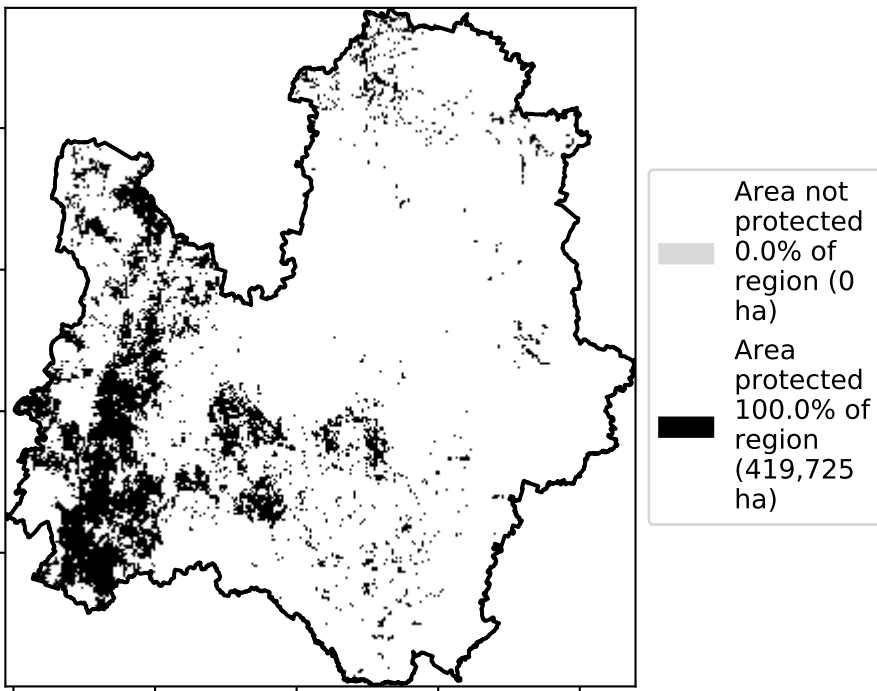 Area not
protected
0.0% of
region (0
ha)
Area
protected
100.0% of
region
(419,725
ha)